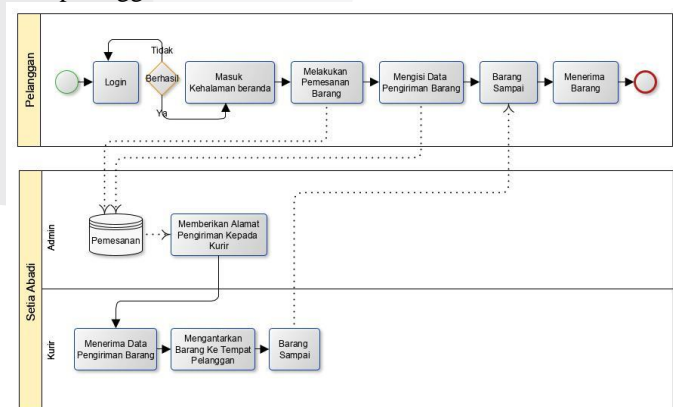 Pelanggan
Tidak
Login
Berhasil
Ya
Masuk
Kehalaman beranda
Melakukan
Pemesanan
Barang
Mengisi Data
Pengiriman Barang
Barang
Sampai
Menerima
Barang
Setia Abadi
Admin
Pemesanan
Memberikan Alamat
Pengiriman Kepada
Kurir
Kurir
Menerima Data
Pengiriman Barang
Mengantarkan
Barang Ke Tempat
Pelanggan
Barang
Sampai